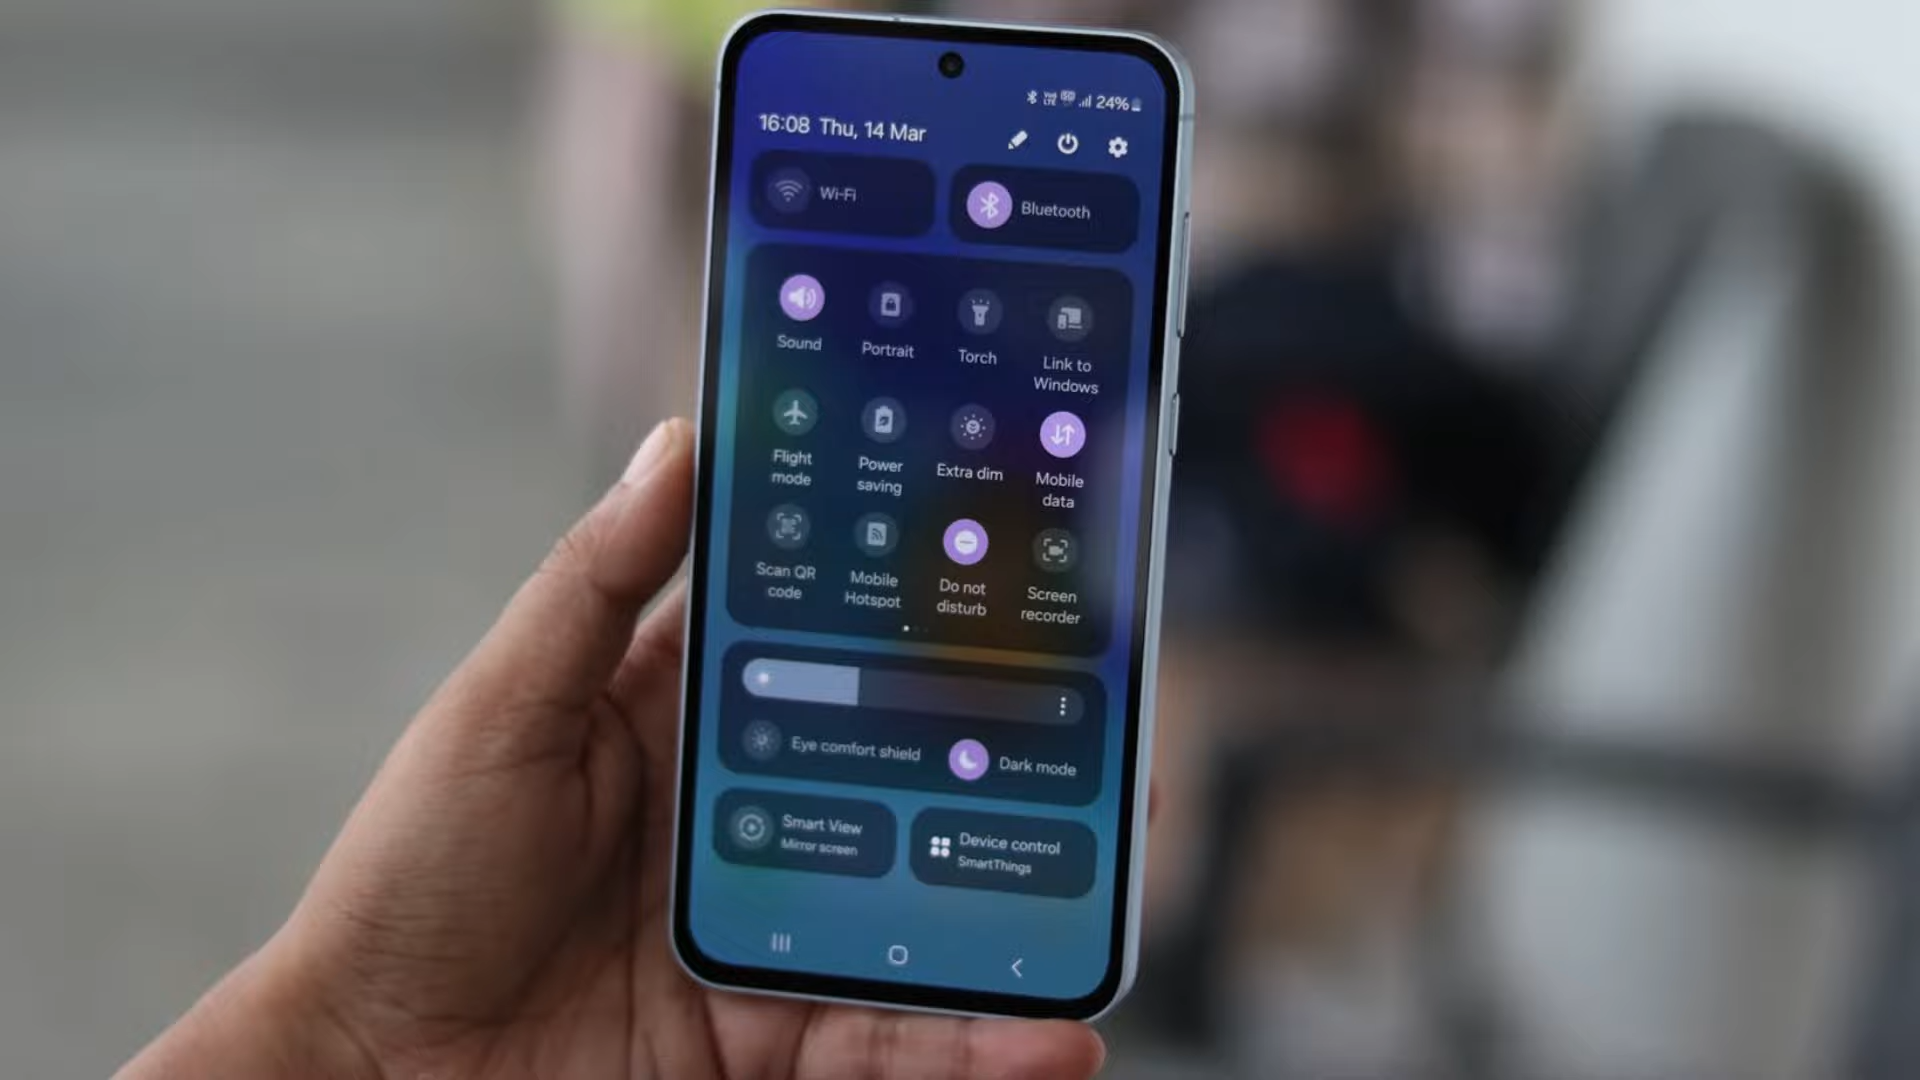 24%
16:08 Thu, 14 Mar
Wi-Fi
Bluetooth
Sound
Portrait
Torch
Link to
Windows
Flight
mode
Power
saving
Extra dim
Mobile
data
Scan QR
code
Mobile
Hotspot
Do not
disturb
Screen
recorder
Eye comfort shield
Dark mode
Smart View
Mirror screen
Device control
SmartThings